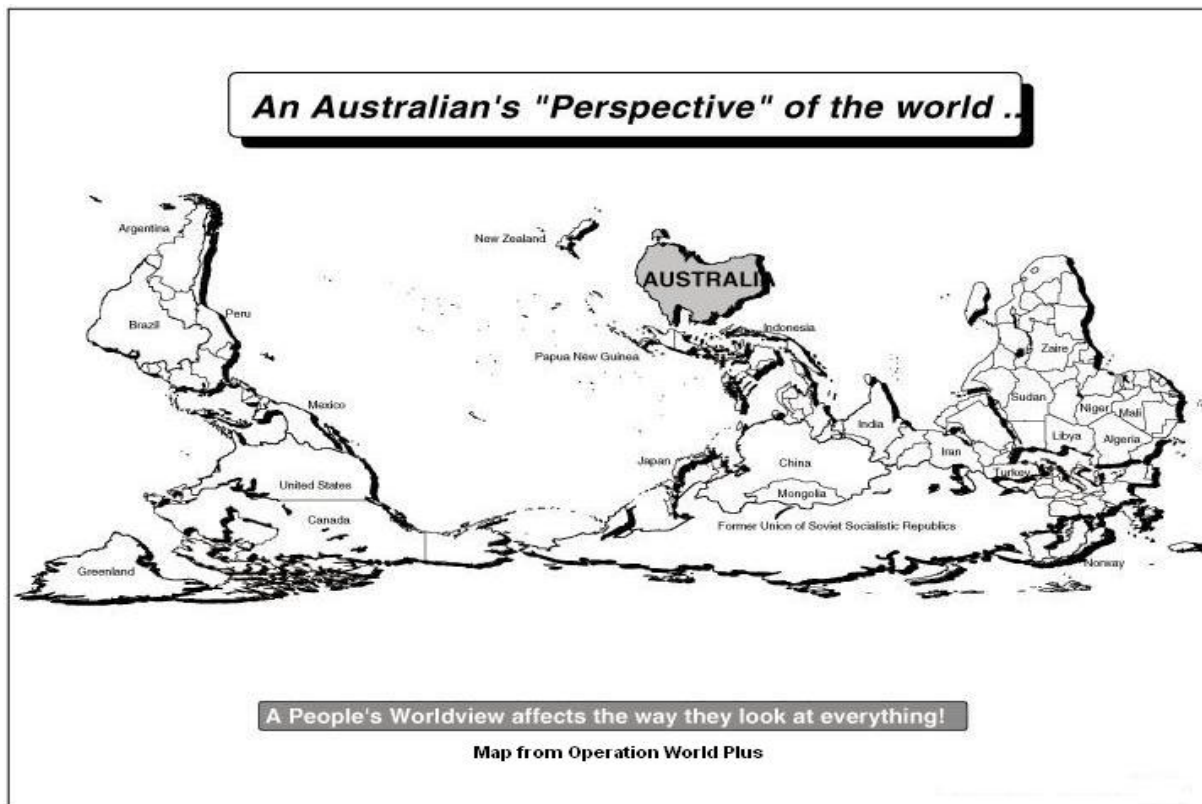 An Australian's "Perspective" of the world ..
Argentina
New Zealand
AUSTRALIA
Peru
Brazil
Indonesia
Papua New Guinea
Zaire
Mexico
Sudan
Niger
Mali
India
Libya
Algeria
Iran
Japan
China
Turkey
United States
Mongolia
Canada
Former Union of Soviet Socialistic Republics
Greenland
Norway
A People's Worldview affects the way they look at everything!
Map from Operation World Plus